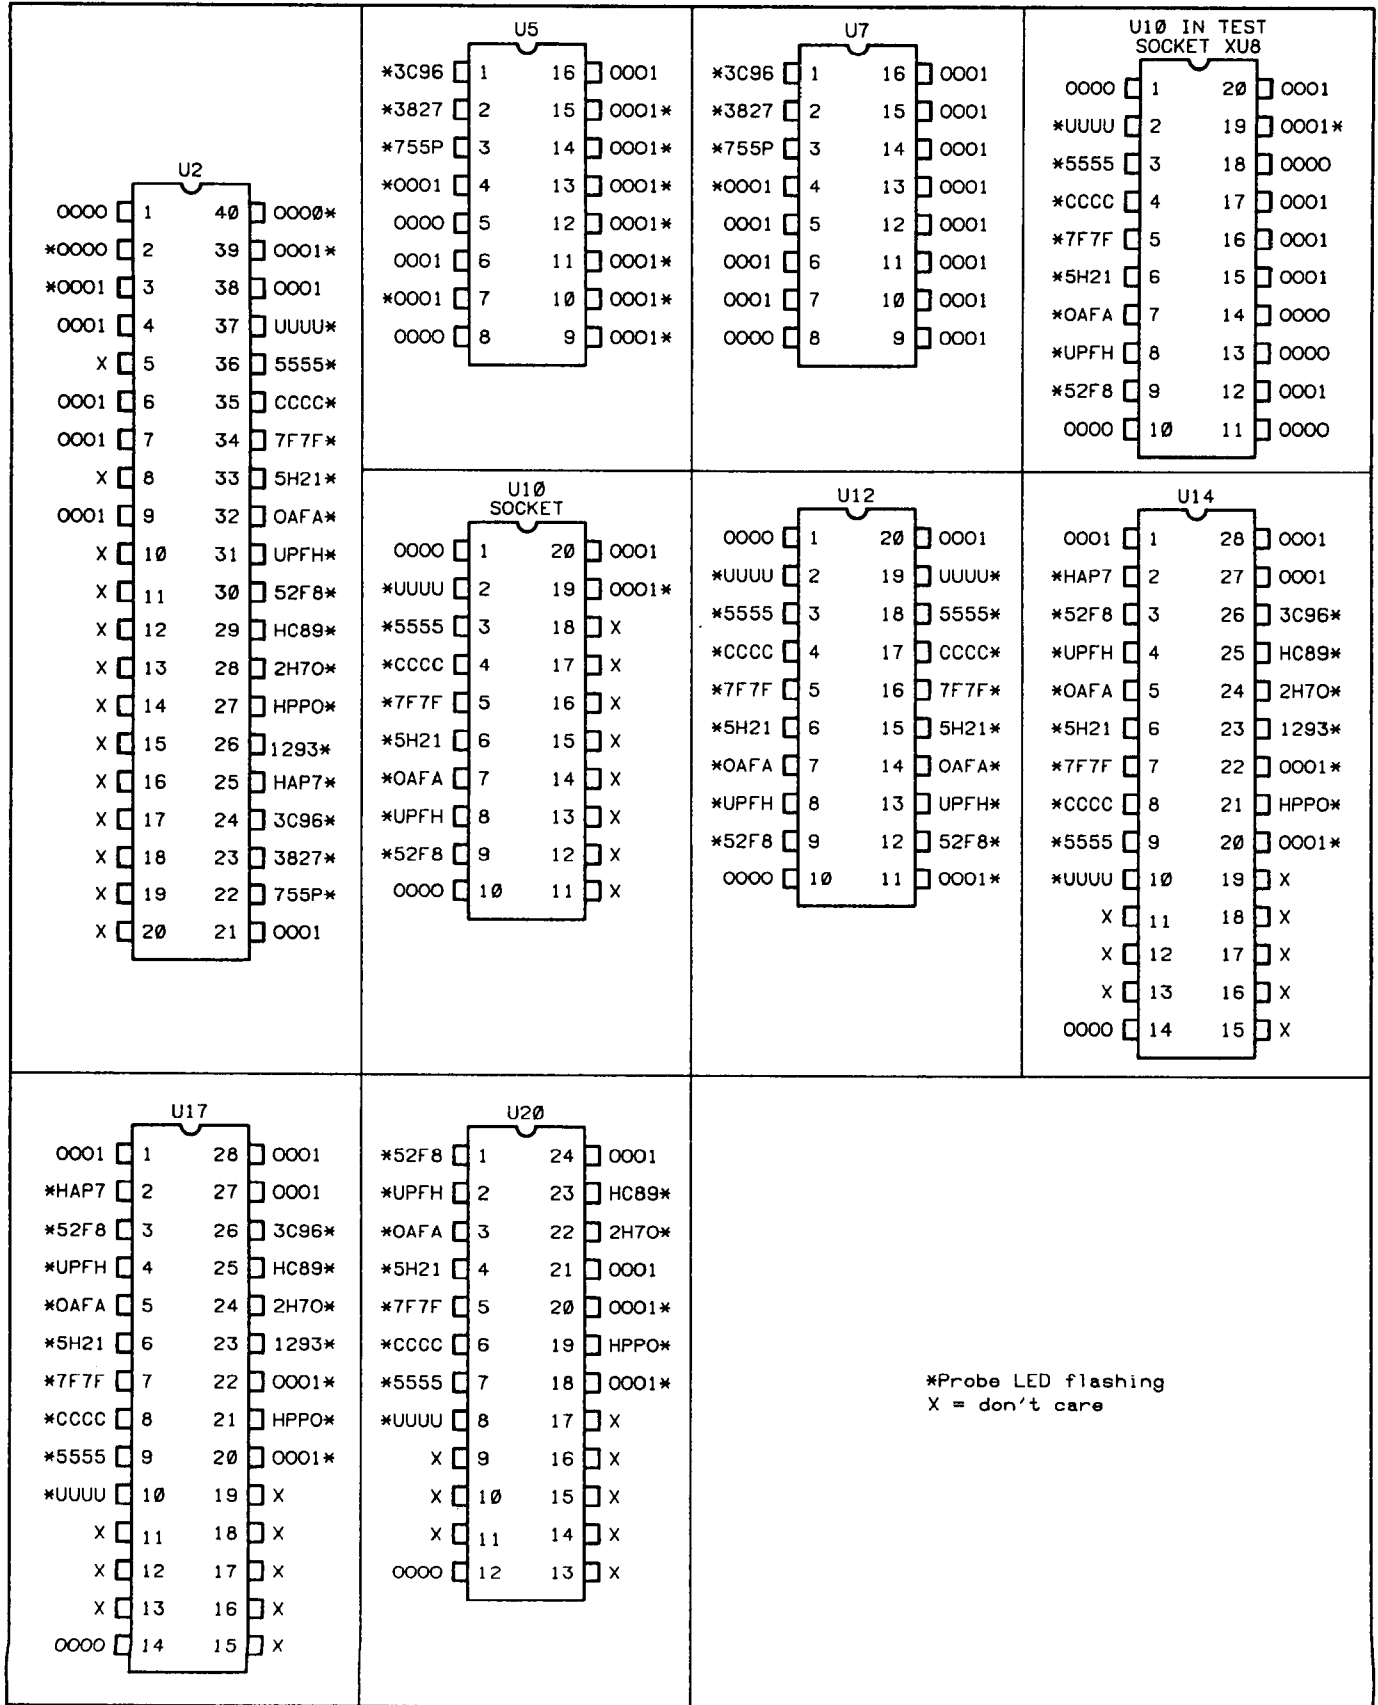 U2
0000 1 40 0000*
*0000 2 39 0001*
*0001 3 38 0001
0001 4 37 UUUU*
X 5 36 5555*
0001 6 35 CCCC*
0001 7 34 7F7F*
X 8 33 5H21*
0001 9 32 0AFA*
X 10 31 UPFH*
X 11 30 52F8*
X 12 29 HC89*
X 13 28 2H70*
X 14 27 HPP0*
X 15 26 1293*
X 16 25 HAP7*
X 17 24 3C96*
X 18 23 3827*
X 19 22 755P*
X 20 21 0001
U5
*3C96 1 16 0001
*3827 2 15 0001*
*755P 3 14 0001*
*0001 4 13 0001*
0000 5 12 0001*
0001 6 11 0001*
*0001 7 10 0001*
0000 8 9 0001*
U7
*3C96 1 16 0001
*3827 2 15 0001
*755P 3 14 0001
*0001 4 13 0001
0001 5 12 0001
0001 6 11 0001
0001 7 10 0001
0000 8 9 0001
U10 IN TEST
SOCKET XU8
0000 1 20 0001
*UUUU 2 19 0001*
*5555 3 18 0000
*CCCC 4 17 0001
*7F7F 5 16 0001
*5H21 6 15 0001
*0AFA 7 14 0000
*UPFH 8 13 0000
*52F8 9 12 0001
0000 10 11 0000
U10
SOCKET
0000 1 20 0001
*UUUU 2 19 0001*
*5555 3 18 X
*CCCC 4 17 X
*7F7F 5 16 X
*5H21 6 15 X
*0AFA 7 14 X
*UPFH 8 13 X
*52F8 9 12 X
0000 10 11 X
U12
0000 1 20 0001
*UUUU 2 19 UUUU*
*5555 3 18 5555*
*CCCC 4 17 CCCC*
*7F7F 5 16 7F7F*
*5H21 6 15 5H21*
*0AFA 7 14 0AFA*
*UPFH 8 13 UPFH*
*52F8 9 12 52F8*
0000 10 11 0001*
U14
0001 1 28 0001
*HAP7 2 27 0001
*52F8 3 26 3C96*
*UPFH 4 25 HC89*
*0AFA 5 24 2H70*
*5H21 6 23 1293*
*7F7F 7 22 0001*
*CCCC 8 21 HPP0*
*5555 9 20 0001*
*UUUU 10 19 X
X 11 18 X
X 12 17 X
X 13 16 X
0000 14 15 X
U17
0001 1 28 0001
*HAP7 2 27 0001
*52F8 3 26 3C96*
*UPFH 4 25 HC89*
*0AFA 5 24 2H70*
*5H21 6 23 1293*
*7F7F 7 22 0001*
*CCCC 8 21 HPP0*
*5555 9 20 0001*
*UUUU 10 19 X
X 11 18 X
X 12 17 X
X 13 16 X
0000 14 15 X
U20
*52F8 1 24 0001
*UPFH 2 23 HC89*
*0AFA 3 22 2H70*
*5H21 4 21 0001
*7F7F 5 20 0001*
*CCCC 6 19 HPP0*
*5555 7 18 0001*
*UUUU 8 17 X
X 9 16 X
X 10 15 X
X 11 14 X
0000 12 13 X
*Probe LED flashing
X = don't care